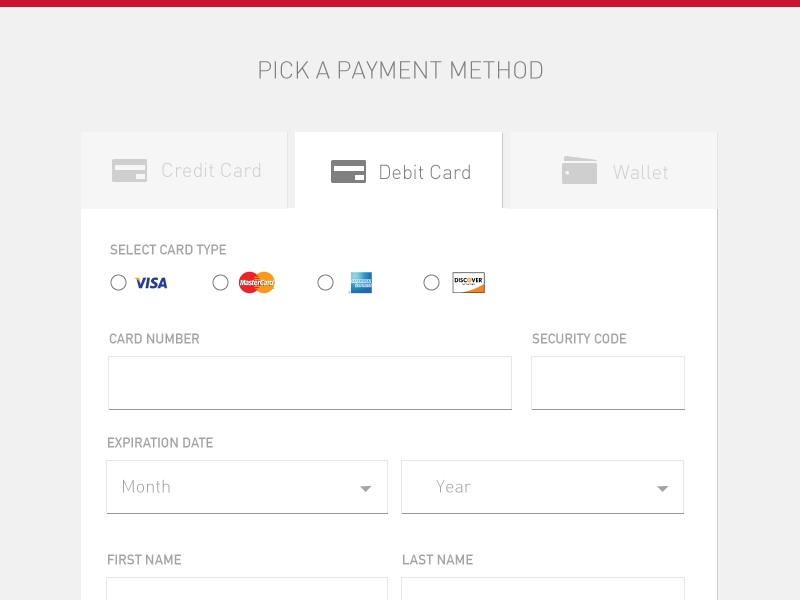 PICK A PAYMENT METHOD
Credit Card
Debit Card
Wallet
SELECT CARD TYPE
VISA
MasterCard
DISCOVER
CARD NUMBER
SECURITY CODE
EXPIRATION DATE
Month
Year
FIRST NAME
LAST NAME